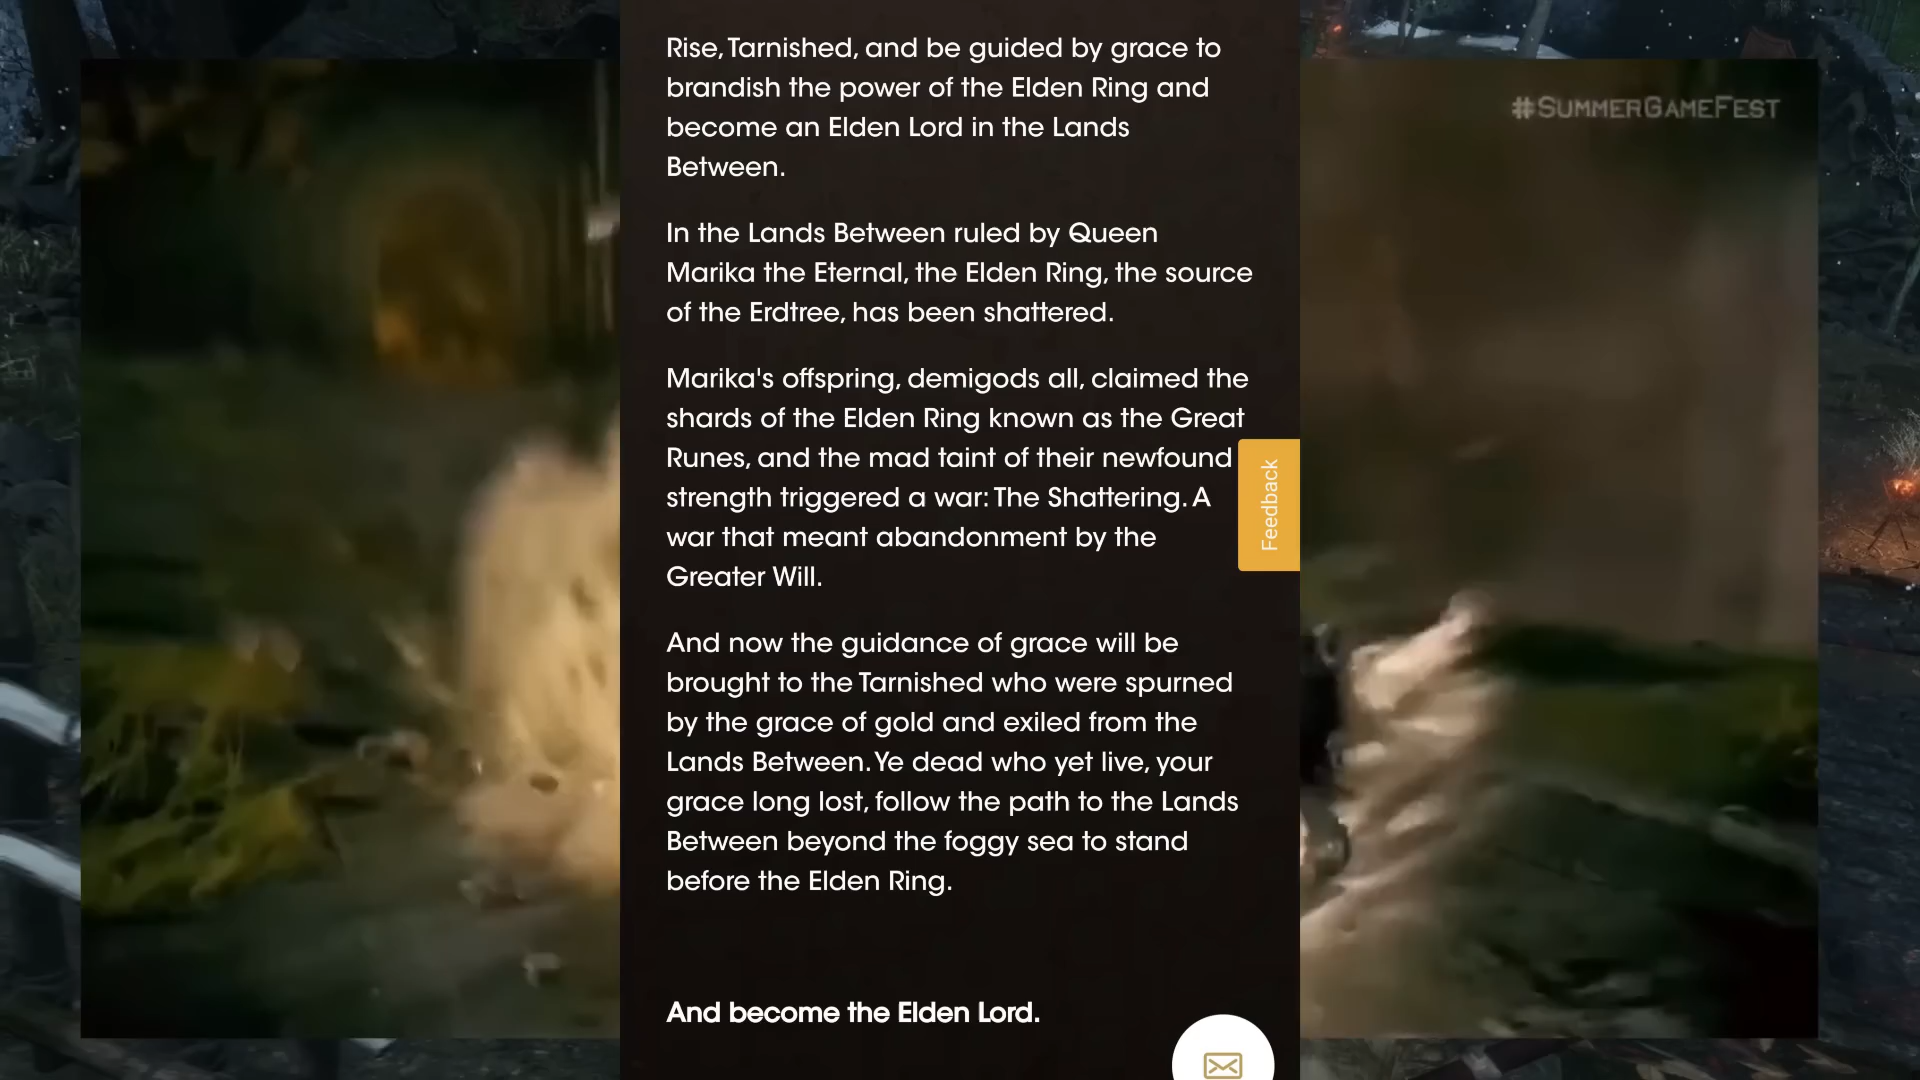 #SUMMERGAMEFEST
Rise, Tarnished, and be guided by grace to
brandish the power of the Elden Ring and
become an Elden Lord in the Lands
Between.
In the Lands Between ruled by Queen
Marika the Eternal, the Elden Ring, the source
of the Erdtree, has been shattered.
Marika's offspring, demigods all, claimed the
shards of the Elden Ring known as the Great
Runes, and the mad taint of their newfound
strength triggered a war: The Shattering. A
war that meant abandonment by the
Greater Will.
And now the guidance of grace will be
brought to the Tarnished who were spurned
by the grace of gold and exiled from the
Lands Between. Ye dead who yet live, your
grace long lost, follow the path to the Lands
Between beyond the foggy sea to stand
before the Elden Ring.
And become the Elden Lord.
Feedback